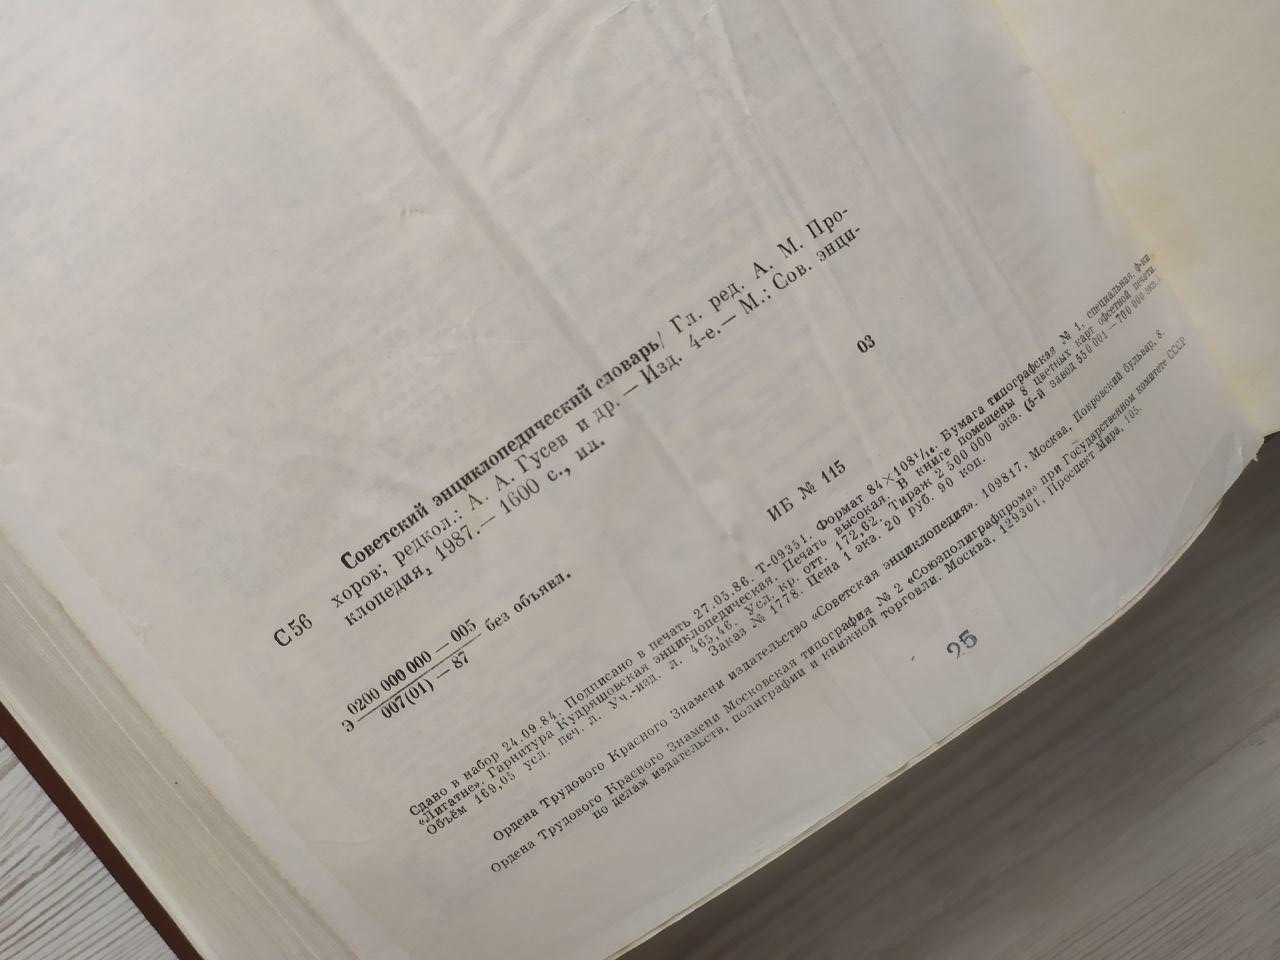 Советский энциклопедический словарь/ Гл. ред. А. М. Про-
С 56 хоров; редкол.: А. А. Гусев и др. — Изд. 4-е. — М.: Сов. энци-
клопедия, 1987. — 1600 с., ил.
0200 000 000 — 005
Э без объявл.
007(01) — 87
03
ИБ № 115
Сдано в набор 24.09.84. Подписано в печать 27.05.86. Т-09351. Формат 84×108¹/₁₆. Бумага типографская № 1, специальная, ф-ки
«Лигатне». Гарнитура Кудряшовская энциклопедическая. Печать высокая. В книге помещены 8 цветных карт офсетной печати.
Объём 169,05 усл. печ. л. Уч.-изд. л. 465,46. Усл. кр. отт. 172,62. Тираж 2 500 000 экз. (5-й завод 550 001 — 700 000 экз.)
Заказ № 1778. Цена 1 экз. 20 руб. 90 коп.
Ордена Трудового Красного Знамени издательство «Советская энциклопедия». 109817, Москва, Покровский бульвар, 8.
Ордена Трудового Красного Знамени Московская типография № 2 «Союзполиграфпрома» при Государственном комитете СССР
по делам издательств, полиграфии и книжной торговли. Москва, 129301, Проспект Мира, 105.
25